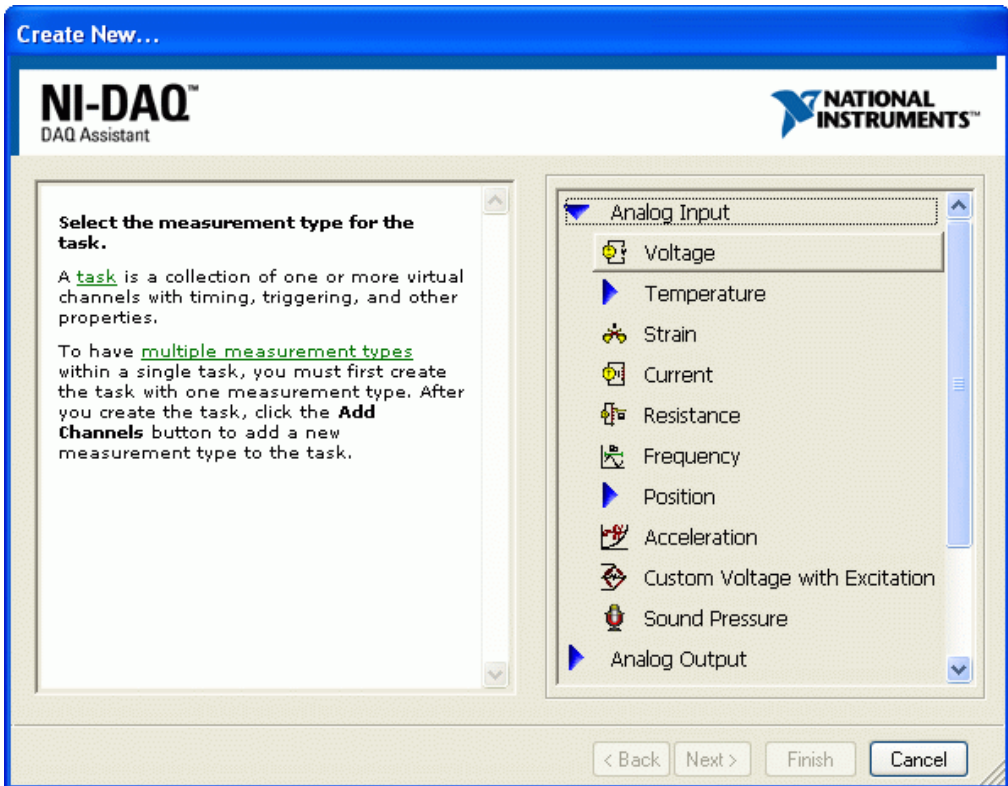 Create New...
NI-DAQ™
DAQ Assistant
NATIONAL
INSTRUMENTS™
Select the measurement type for the
task.
A task is a collection of one or more virtual
channels with timing, triggering, and other
properties.
To have multiple measurement types
within a single task, you must first create
the task with one measurement type. After
you create the task, click the Add
Channels button to add a new
measurement type to the task.
Analog Input
Voltage
Temperature
Strain
Current
Resistance
Frequency
Position
Acceleration
Custom Voltage with Excitation
Sound Pressure
Analog Output
< Back
Next >
Finish
Cancel